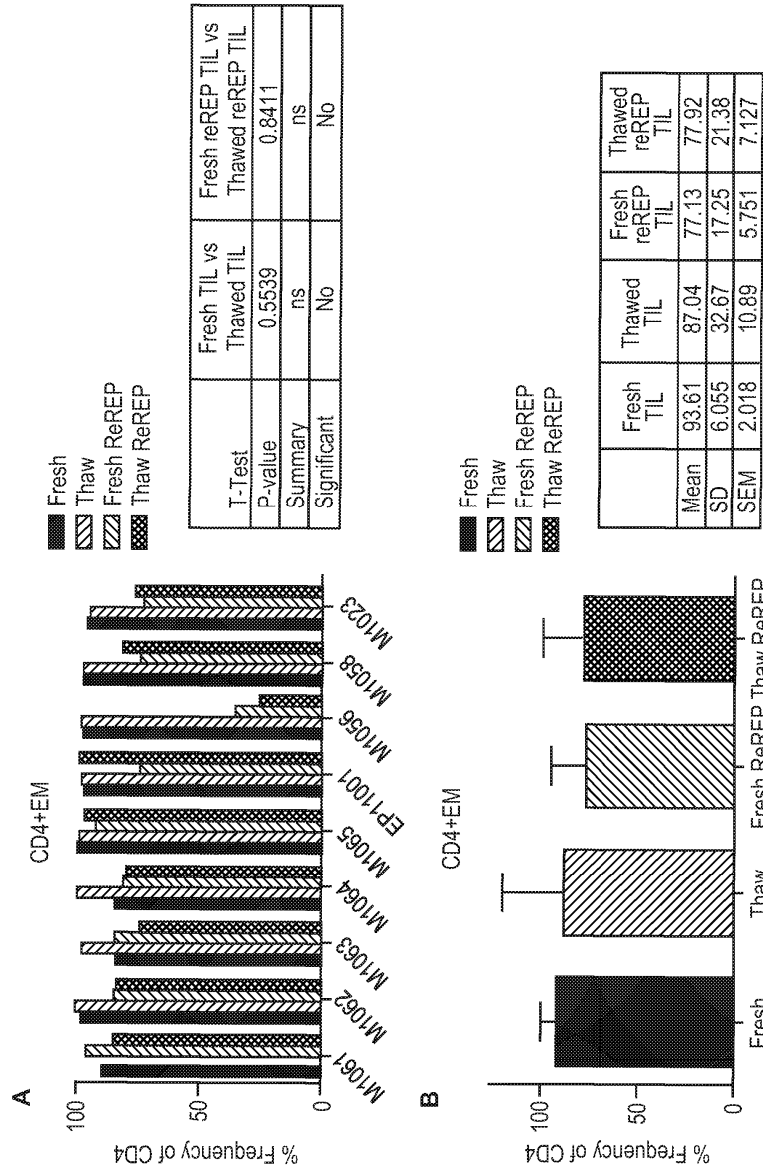 A
CD4+EM
% Frequency of CD4
100
50
0
M1061
M1062
M1063
M1064
M1065
EP11001
M1056
M1058
M1023
Fresh
Thaw
Fresh ReREP
Thaw ReREP
T-Test Fresh TIL vs Thawed TIL Fresh reREP TIL vs Thawed reREP TIL
P-value 0.5539 0.8411
Summary ns ns
Significant No No
B
CD4+EM
% Frequency of CD4
100
50
0
Fresh
Thaw
Fresh ReREP
Thaw ReREP
Fresh
Thaw
Fresh ReREP
Thaw ReREP
Fresh TIL Thawed TIL Fresh reREP TIL Thawed reREP TIL
Mean 93.61 87.04 77.13 77.92
SD 6.055 32.67 17.25 21.38
SEM 2.018 10.89 5.751 7.127